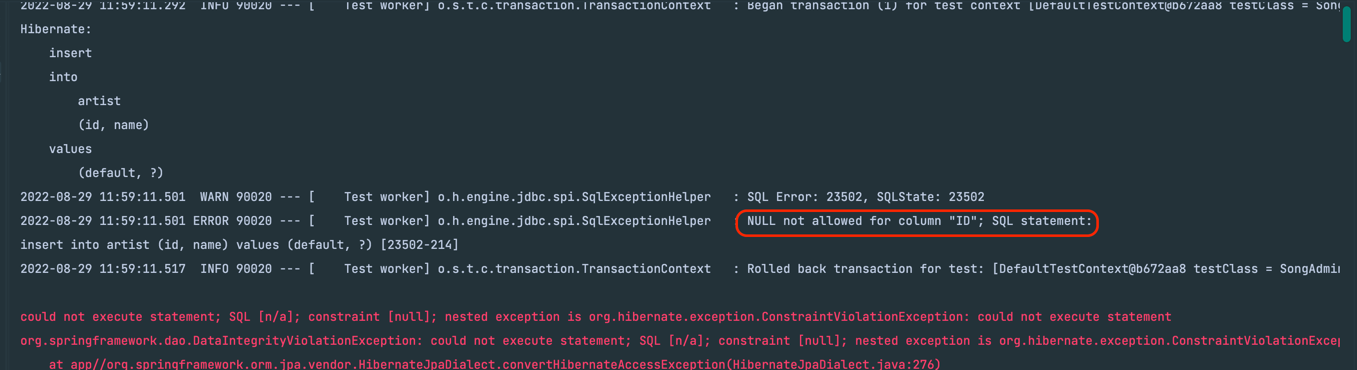 2022-08-29 11:59:11.292  INFO 90020 --- [    Test worker] o.s.t.c.transaction.TransactionContext   : Began transaction (1) for test context [DefaultTestContext@b672aa8 testClass = Song
Hibernate:
    insert
    into
        artist
        (id, name)
    values
        (default, ?)
2022-08-29 11:59:11.501  WARN 90020 --- [    Test worker] o.h.engine.jdbc.spi.SqlExceptionHelper   : SQL Error: 23502, SQLState: 23502
2022-08-29 11:59:11.501 ERROR 90020 --- [    Test worker] o.h.engine.jdbc.spi.SqlExceptionHelper   : NULL not allowed for column "ID"; SQL statement:
insert into artist (id, name) values (default, ?) [23502-214]
2022-08-29 11:59:11.517  INFO 90020 --- [    Test worker] o.s.t.c.transaction.TransactionContext   : Rolled back transaction for test: [DefaultTestContext@b672aa8 testClass = SongAdmin
could not execute statement; SQL [n/a]; constraint [null]; nested exception is org.hibernate.exception.ConstraintViolationException: could not execute statement
org.springframework.dao.DataIntegrityViolationException: could not execute statement; SQL [n/a]; constraint [null]; nested exception is org.hibernate.exception.ConstraintViolationExcep
    at app//org.springframework.orm.jpa.vendor.HibernateJpaDialect.convertHibernateAccessException(HibernateJpaDialect.java:276)